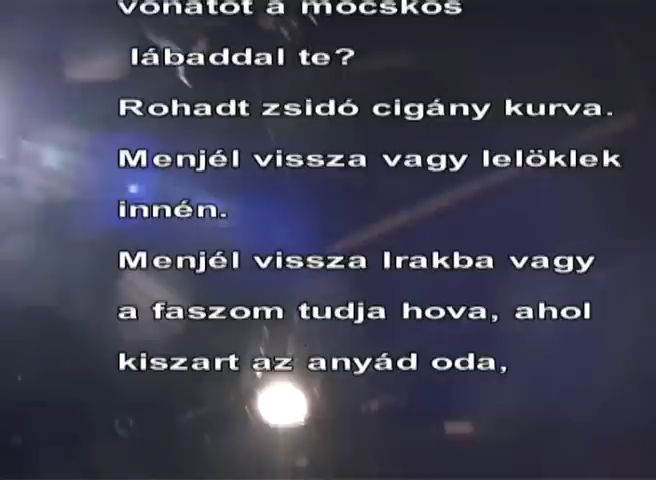 vonatot a mocskos
lábaddal te?
Rohadt zsidó cigány kurva.
Menjél vissza vagy lelöklek
innén.
Menjél vissza Irakba vagy
a faszom tudja hova, ahol
kiszart az anyád oda,